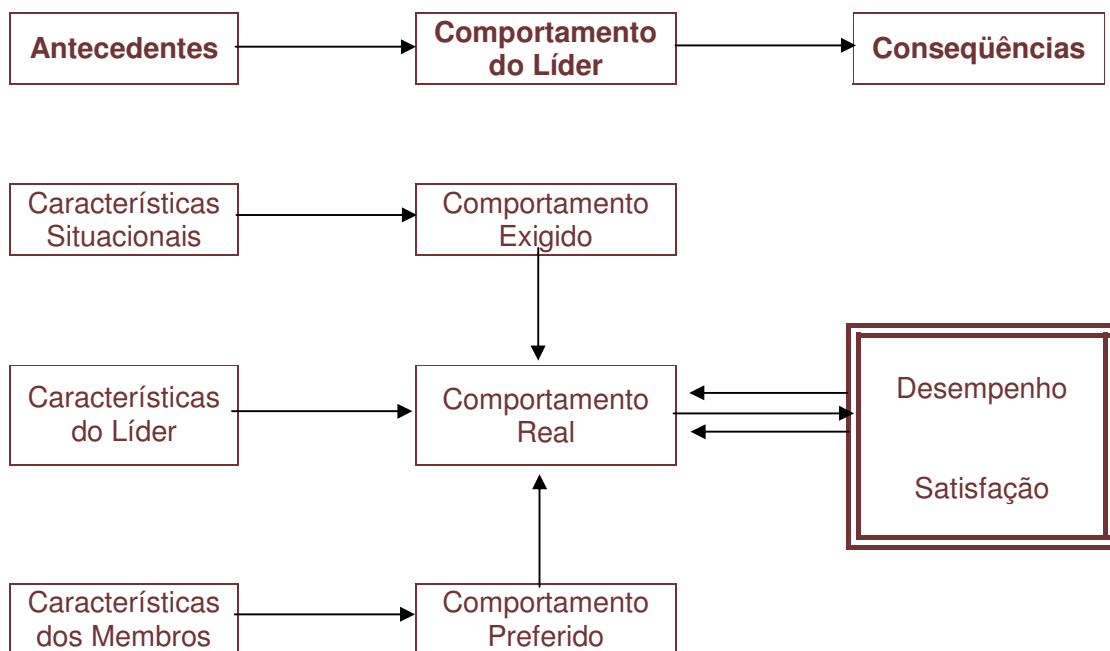 Antecedentes
Comportamento
do Líder
Conseqüências
Características
Situacionais
Comportamento
Exigido
Características
do Líder
Comportamento
Real
Desempenho
Satisfação
Características
dos Membros
Comportamento
Preferido